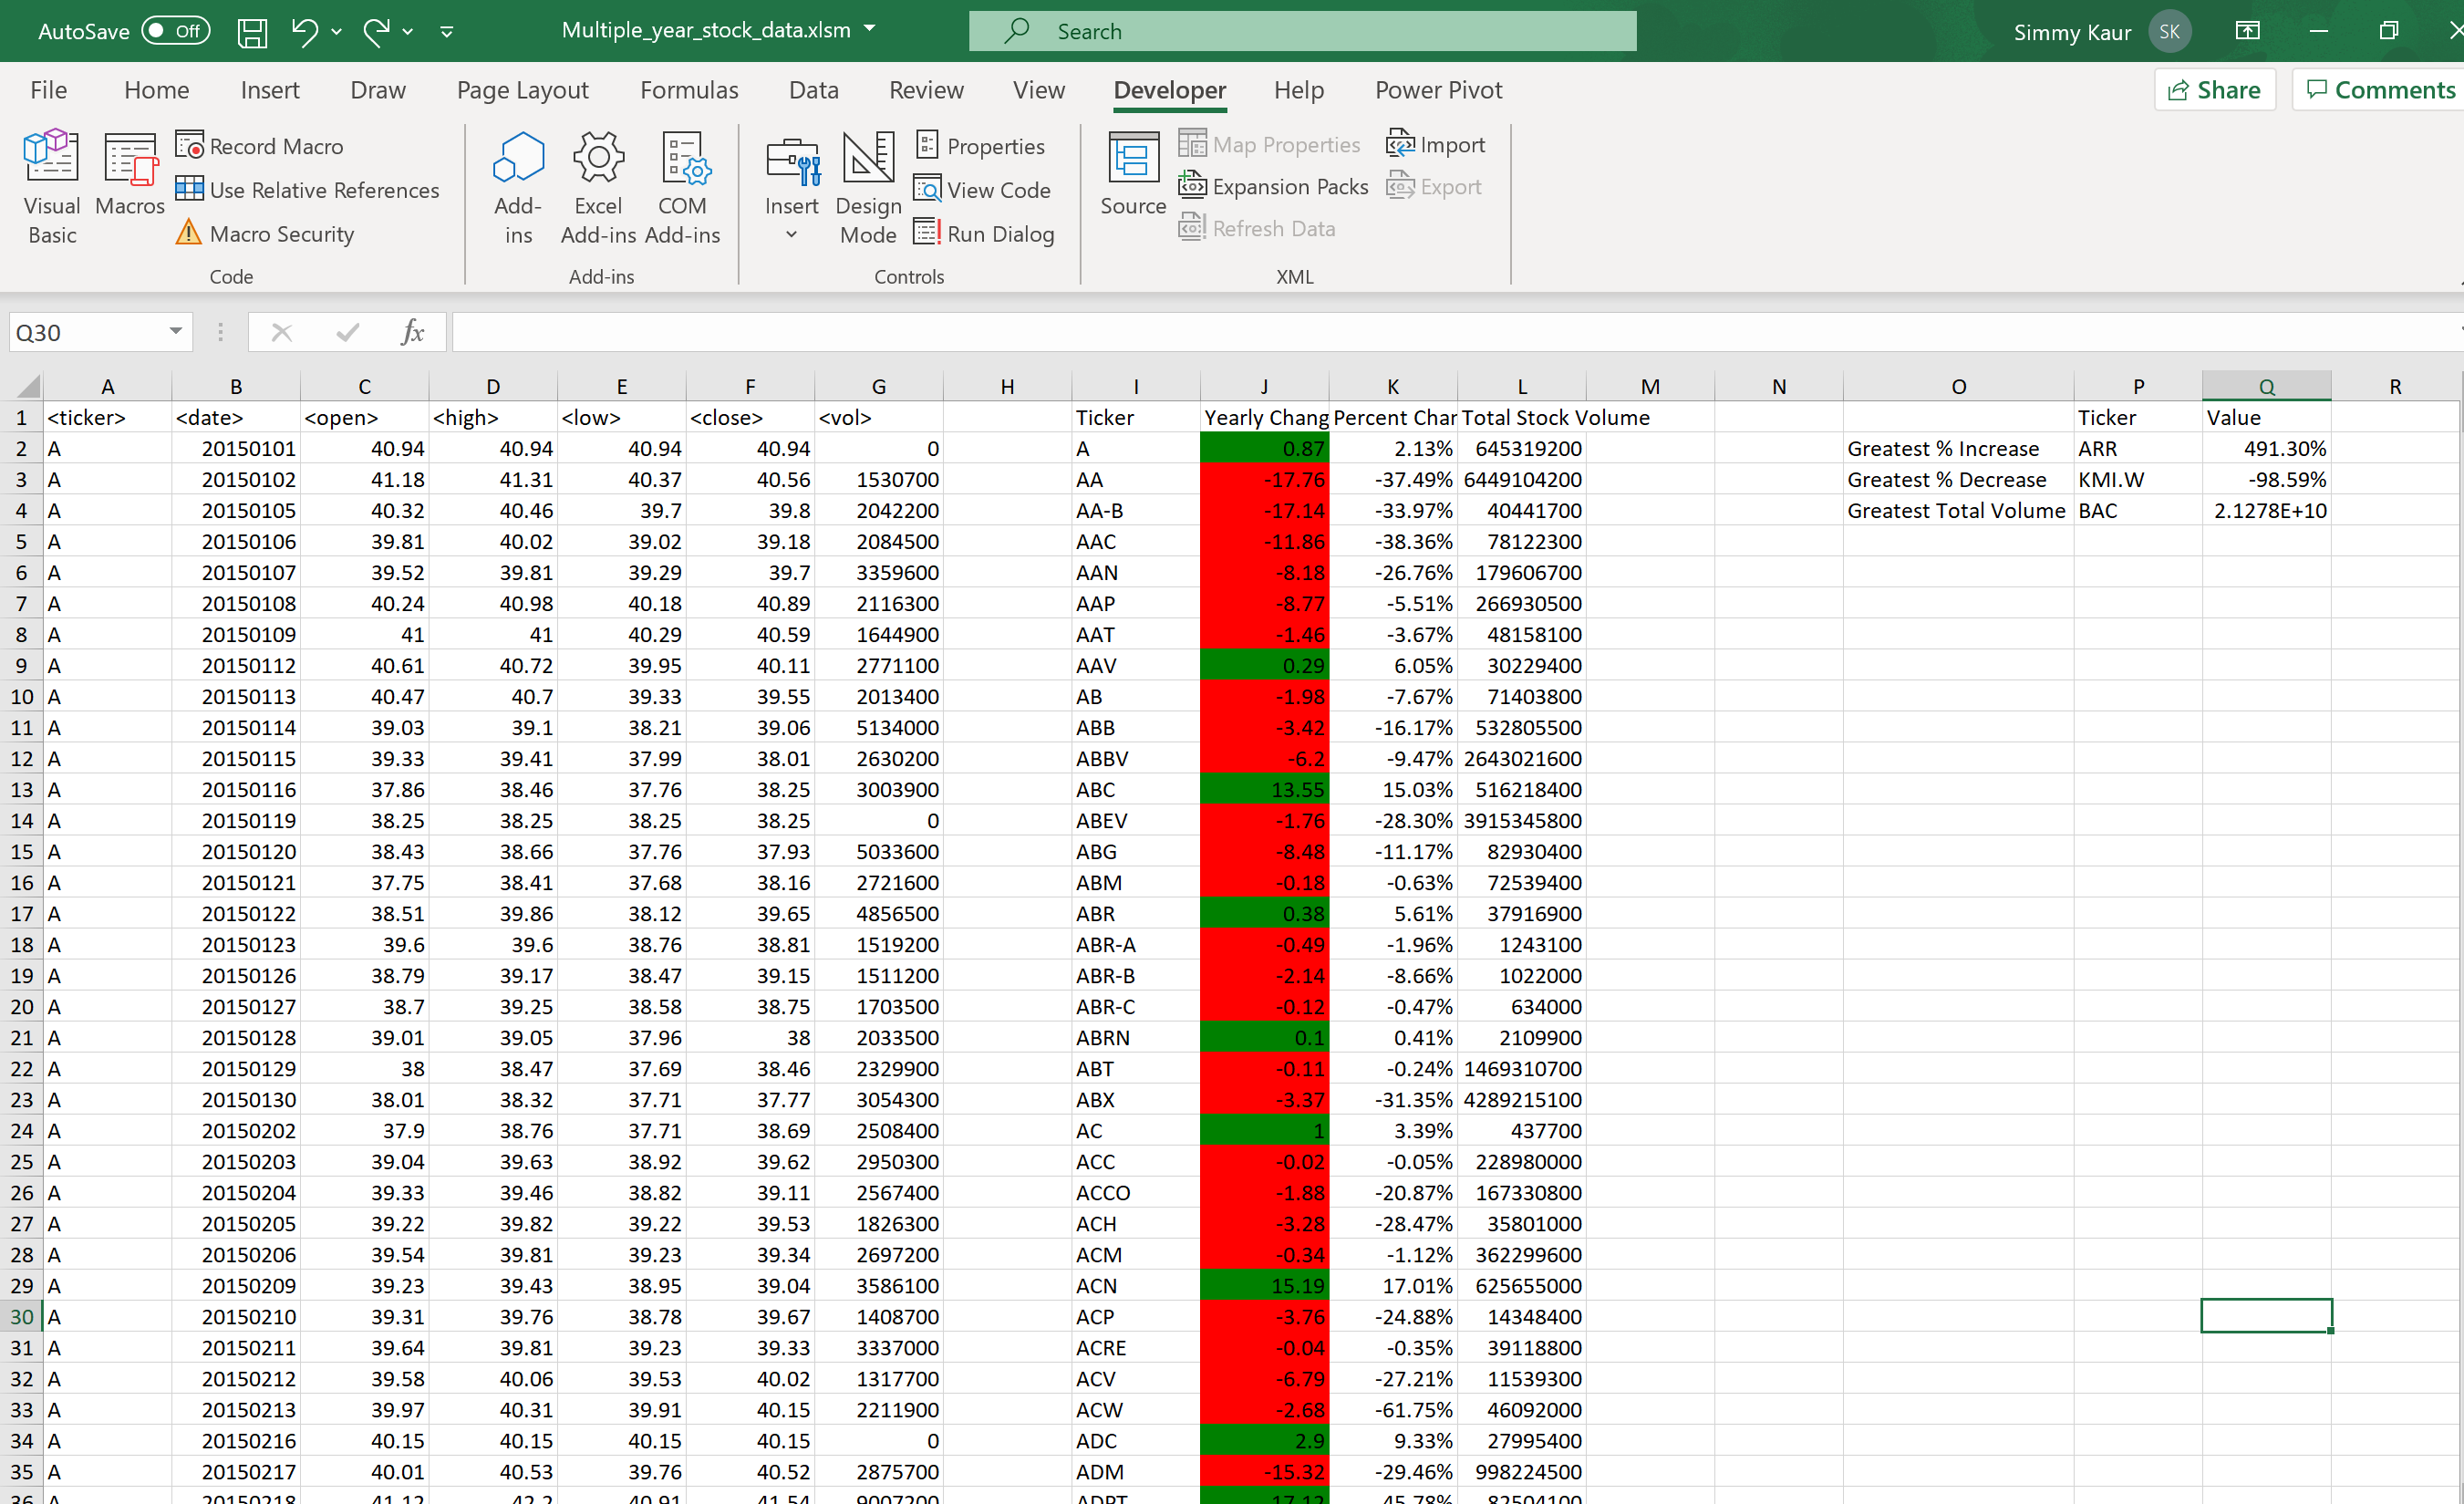 AutoSave Off Multiple_year_stock_data.xlsm Search Simmy Kaur SK
File Home Insert Draw Page Layout Formulas Data Review View Developer Help Power Pivot Share Comments
Visual Basic
Macros
Record Macro
Use Relative References
Macro Security
Code
Add-ins
Excel Add-ins
COM Add-ins
Add-ins
Insert
Design Mode
Properties
View Code
Run Dialog
Controls
Source
Map Properties
Expansion Packs
Refresh Data
Import
Export
XML
Q30 fx
A B C D E F G H I J K L M N O P Q R
1 <ticker> <date> <open> <high> <low> <close> <vol> Ticker Yearly Chang Percent Char Total Stock Volume Ticker Value
2 A 20150101 40.94 40.94 40.94 40.94 0 A 0.87 2.13% 645319200 Greatest % Increase ARR 491.30%
3 A 20150102 41.18 41.31 40.37 40.56 1530700 AA -17.76 -37.49% 6449104200 Greatest % Decrease KMI.W -98.59%
4 A 20150105 40.32 40.46 39.7 39.8 2042200 AA-B -17.14 -33.97% 40441700 Greatest Total Volume BAC 2.1278E+10
5 A 20150106 39.81 40.02 39.02 39.18 2084500 AAC -11.86 -38.36% 78122300
6 A 20150107 39.52 39.81 39.29 39.7 3359600 AAN -8.18 -26.76% 179606700
7 A 20150108 40.24 40.98 40.18 40.89 2116300 AAP -8.77 -5.51% 266930500
8 A 20150109 41 41 40.29 40.59 1644900 AAT -1.46 -3.67% 48158100
9 A 20150112 40.61 40.72 39.95 40.11 2771100 AAV 0.29 6.05% 30229400
10 A 20150113 40.47 40.7 39.33 39.55 2013400 AB -1.98 -7.67% 71403800
11 A 20150114 39.03 39.1 38.21 39.06 5134000 ABB -3.42 -16.17% 532805500
12 A 20150115 39.33 39.41 37.99 38.01 2630200 ABBV -6.2 -9.47% 2643021600
13 A 20150116 37.86 38.46 37.76 38.25 3003900 ABC 13.55 15.03% 516218400
14 A 20150119 38.25 38.25 38.25 38.25 0 ABEV -1.76 -28.30% 3915345800
15 A 20150120 38.43 38.66 37.76 37.93 5033600 ABG -8.48 -11.17% 82930400
16 A 20150121 37.75 38.41 37.68 38.16 2721600 ABM -0.18 -0.63% 72539400
17 A 20150122 38.51 39.86 38.12 39.65 4856500 ABR 0.38 5.61% 37916900
18 A 20150123 39.6 39.6 38.76 38.81 1519200 ABR-A -0.49 -1.96% 1243100
19 A 20150126 38.79 39.17 38.47 39.15 1511200 ABR-B -2.14 -8.66% 1022000
20 A 20150127 38.7 39.25 38.58 38.75 1703500 ABR-C -0.12 -0.47% 634000
21 A 20150128 39.01 39.05 37.96 38 2033500 ABRN 0.1 0.41% 2109900
22 A 20150129 38 38.47 37.69 38.46 2329900 ABT -0.11 -0.24% 1469310700
23 A 20150130 38.01 38.32 37.71 37.77 3054300 ABX -3.37 -31.35% 4289215100
24 A 20150202 37.9 38.76 37.71 38.69 2508400 AC 1 3.39% 437700
25 A 20150203 39.04 39.63 38.92 39.62 2950300 ACC -0.02 -0.05% 228980000
26 A 20150204 39.33 39.46 38.82 39.11 2567400 ACCO -1.88 -20.87% 167330800
27 A 20150205 39.22 39.82 39.22 39.53 1826300 ACH -3.28 -28.47% 35801000
28 A 20150206 39.54 39.81 39.23 39.34 2697200 ACM -0.34 -1.12% 362299600
29 A 20150209 39.23 39.43 38.95 39.04 3586100 ACN 15.19 17.01% 625655000
30 A 20150210 39.31 39.76 38.78 39.67 1408700 ACP -3.76 -24.88% 14348400
31 A 20150211 39.64 39.81 39.23 39.33 3337000 ACRE -0.04 -0.35% 39118800
32 A 20150212 39.58 40.06 39.53 40.02 1317700 ACV -6.79 -27.21% 11539300
33 A 20150213 39.97 40.31 39.91 40.15 2211900 ACW -2.68 -61.75% 46092000
34 A 20150216 40.15 40.15 40.15 40.15 0 ADC 2.9 9.33% 27995400
35 A 20150217 40.01 40.53 39.76 40.52 2875700 ADM -15.32 -29.46% 998224500
36 A 20150218 41.12 42.2 40.91 41.54 9007200 ADPT 17.12 45.78% 82504100